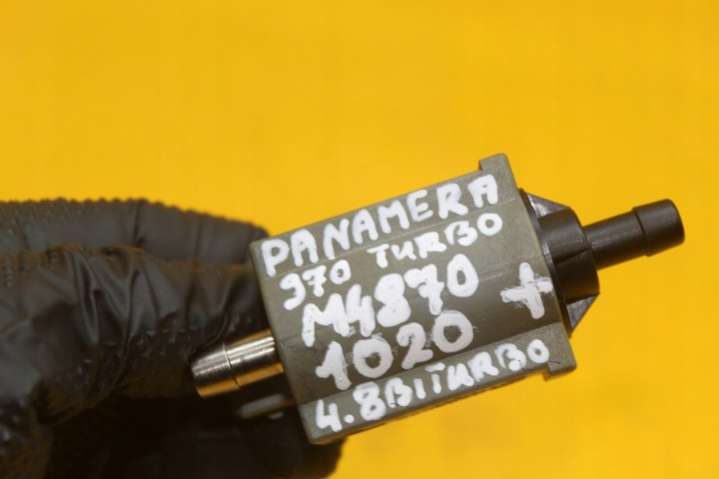 PANAMERA
970 TURBO
M4870
1020 +
4.8BITURBO